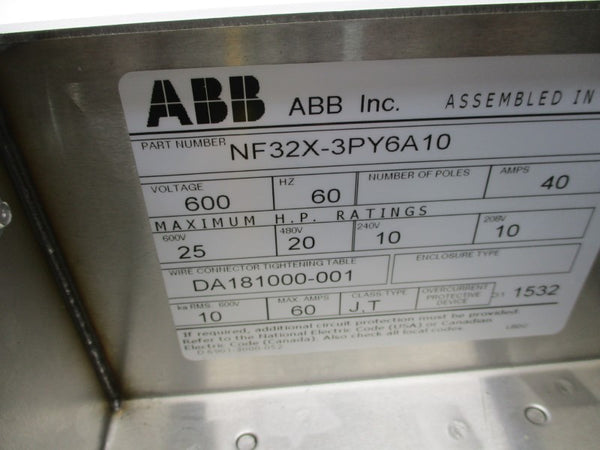 ABB ABB Inc. ASSEMBLED IN
PART NUMBER NF32X-3PY6A10
VOLTAGE 600 HZ 60 NUMBER OF POLES AMPS 40
MAXIMUM H.P. RATINGS
600V 25 480V 20 240V 10 208V 10
WIRE CONNECTOR TIGHTENING TABLE DA181000-001 ENCLOSURE TYPE
ka RMS. 600V 10 MAX. AMPS 60 CLASS-TYPE J,T OVERCURRENT PROTECTIVE DEVICE 1532
If required, additional circuit protection must be provided.
Refer to the National Electric Code (USA) or Canadian
Electric Code (Canada). Also check all local codes.